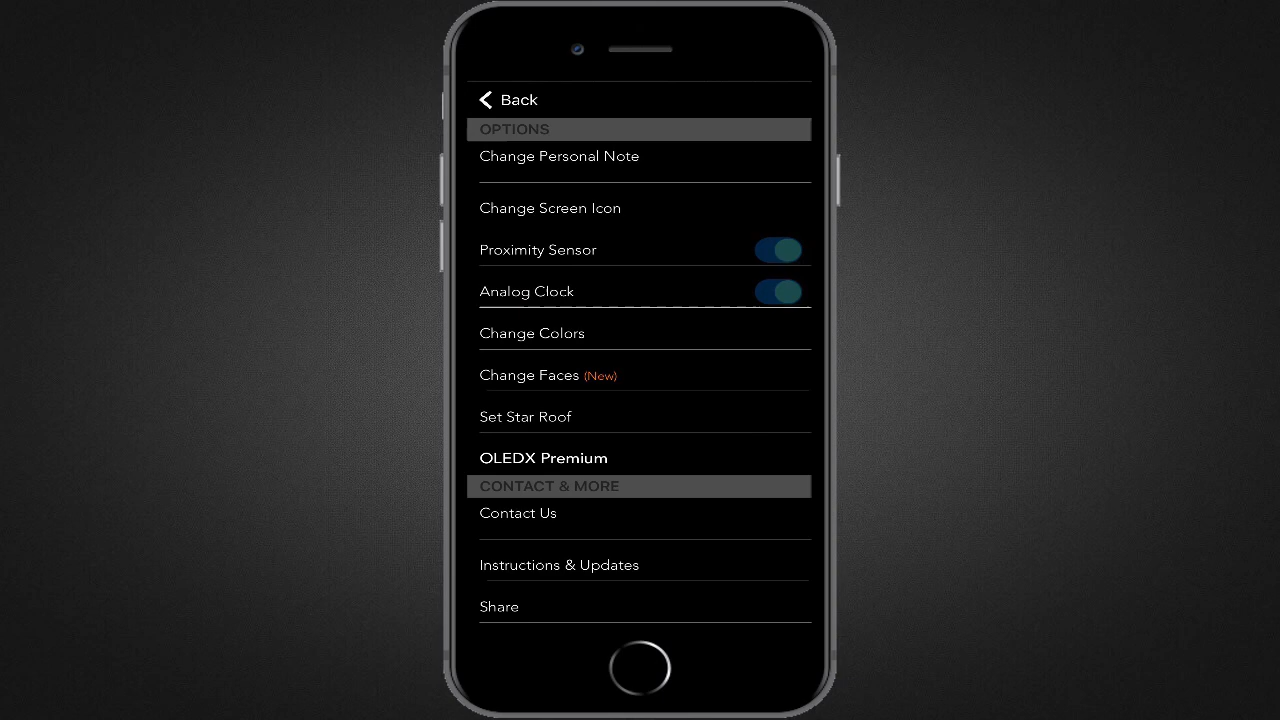 Back
OPTIONS
Change Personal Note
Change Screen Icon
Proximity Sensor
Analog Clock
Change Colors
Change Faces (New)
Set Star Roof
OLEDX Premium
CONTACT & MORE
Contact Us
Instructions & Updates
Share